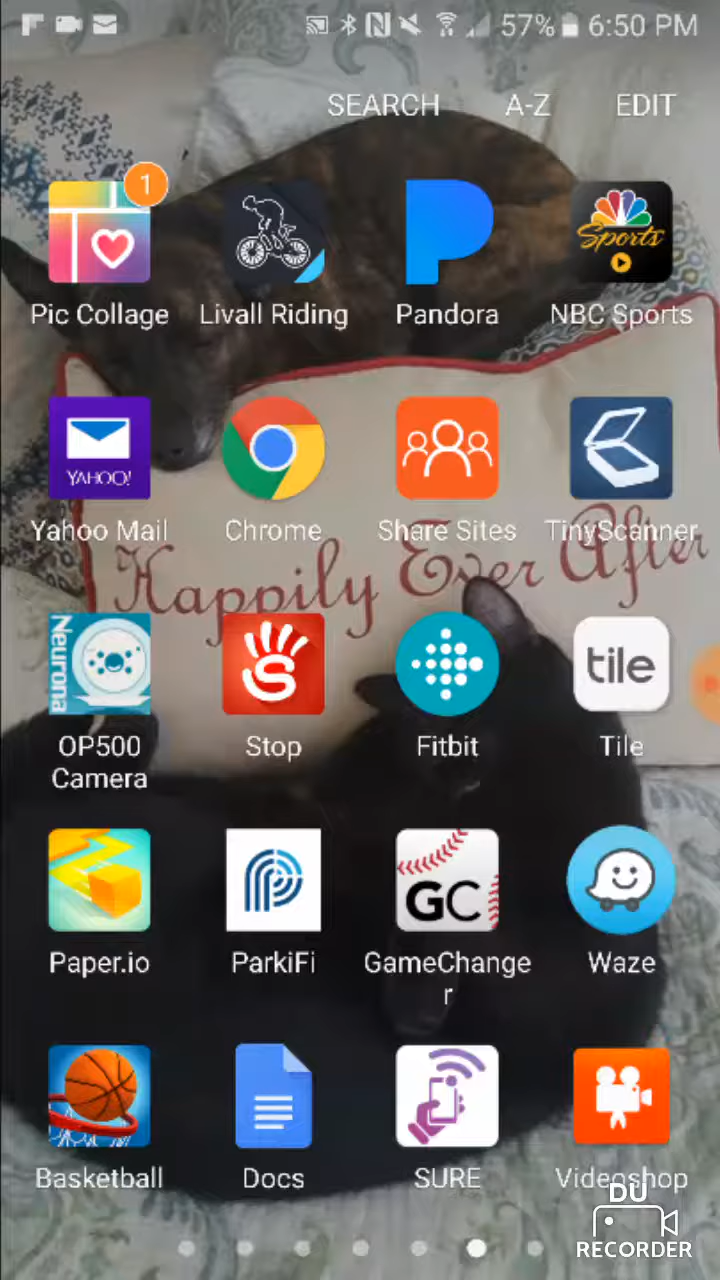 57% 6:50 PM
SEARCH A-Z EDIT
1
Sports
Pic Collage Livall Riding Pandora NBC Sports
YAHOO!
Yahoo Mail Chrome Share Sites TinyScanner
Happily Ever After
Neurona
S
tile
OP500 Camera Stop Fitbit Tile
GC
Paper.io ParkiFi GameChanger Waze
Basketball Docs SURE Videoshop
DU
RECORDER